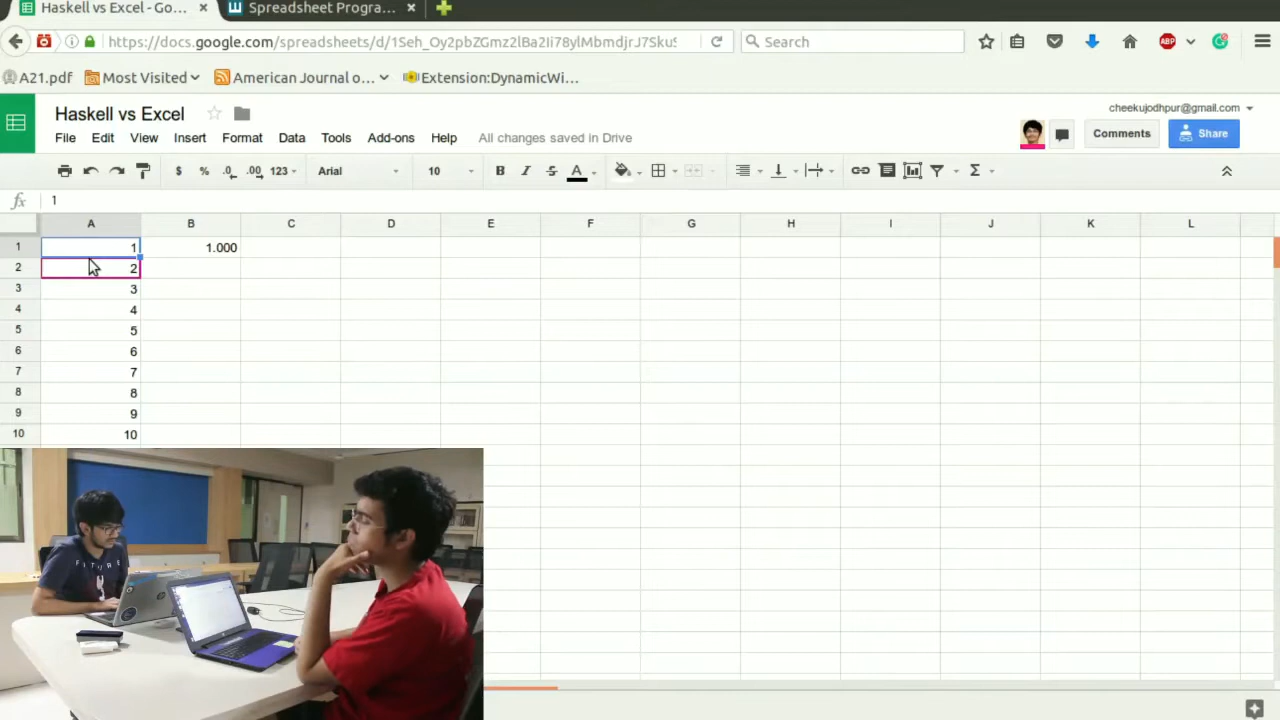 Haskell vs Excel - Go...
Spreadsheet Progra...
https://docs.google.com/spreadsheets/d/1Seh_Oy2pbZGmz2lBa2Ii78ylMbmdjrJ7Sku
Search
ABP
A21.pdf
Most Visited
American Journal o...
Extension:DynamicWi...
Haskell vs Excel
cheekujodhpur@gmail.com
File Edit View Insert Format Data Tools Add-ons Help All changes saved in Drive
Comments
Share
$ % .0 .00 123 Arial 10 B I S A Σ
fx 1
A B C D E F G H I J K L
1 1 1.000
2 2
3 3
4 4
5 5
6 6
7 7
8 8
9 9
10 10
FUTURE